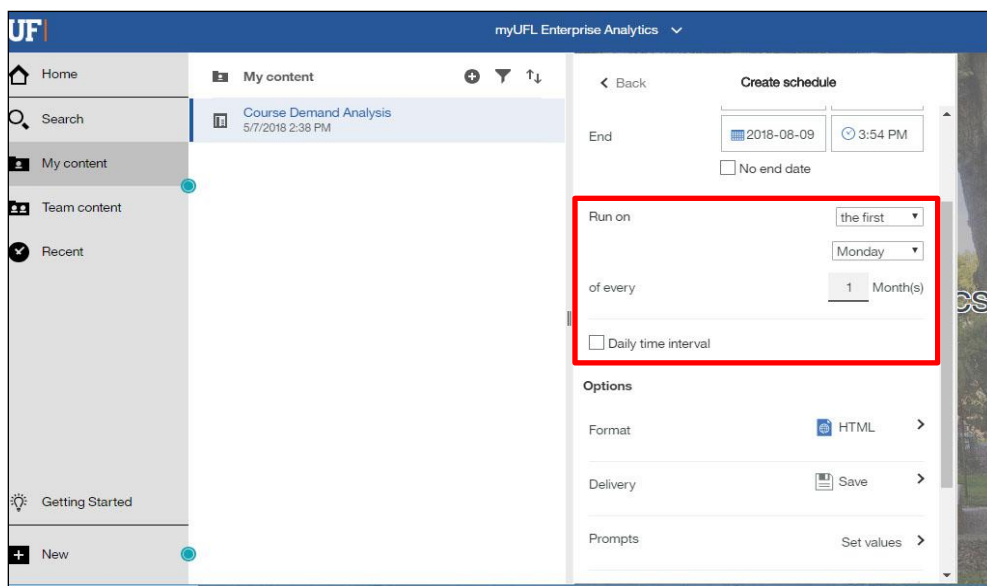 UF
myUFL Enterprise Analytics
Home
Search
My content
Team content
Recent
Getting Started
New
My content
Course Demand Analysis
5/7/2018 2:38 PM
Back
Create schedule
End
2018-08-09
3:54 PM
No end date
Run on
the first
Monday
of every
1 Month(s)
Daily time interval
Options
Format
HTML
Delivery
Save
Prompts
Set values
cs